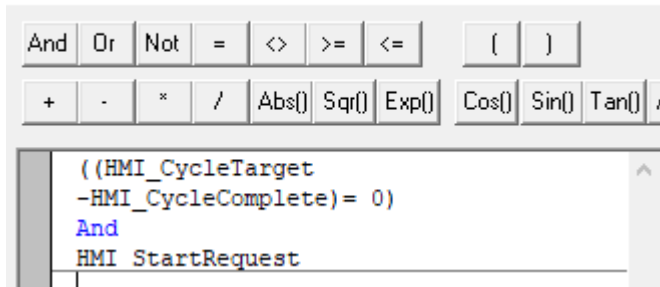 And Or Not = <> >= <= ( )
+ - * / Abs() Sqr() Exp() Cos() Sin() Tan()
((HMI_CycleTarget
-HMI_CycleComplete)= 0)
And
HMI_StartRequest